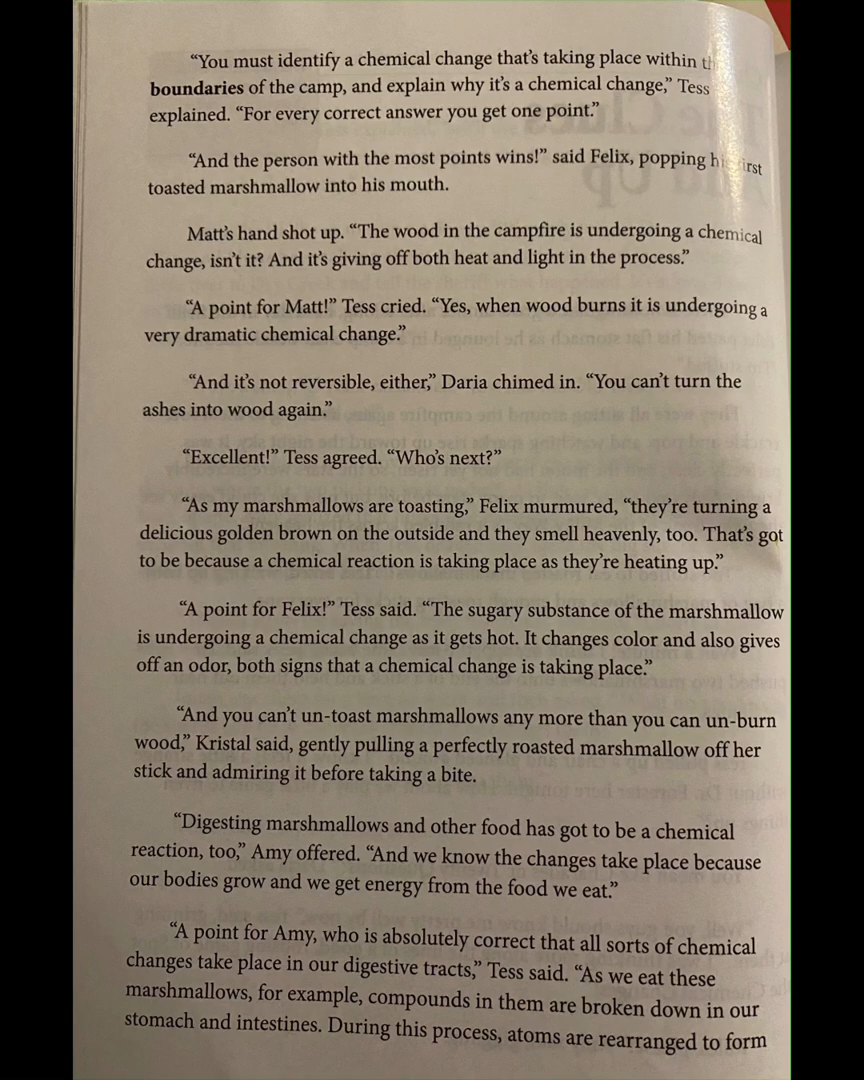 “You must identify a chemical change that’s taking place within
boundaries of the camp, and explain why it’s a chemical change,” Tess
explained. “For every correct answer you get one point.”
“And the person with the most points wins!” said Felix, popping
toasted marshmallow into his mouth.
Matt’s hand shot up. “The wood in the campfire is undergoing a chemical
change, isn’t it? And it’s giving off both heat and light in the process.”
“A point for Matt!” Tess cried. “Yes, when wood burns it is undergoing a
very dramatic chemical change.”
“And it’s not reversible, either,” Daria chimed in. “You can’t turn the
ashes into wood again.”
“Excellent!” Tess agreed. “Who’s next?”
“As my marshmallows are toasting,” Felix murmured, “they’re turning a
delicious golden brown on the outside and they smell heavenly, too. That’s got
to be because a chemical reaction is taking place as they’re heating up.”
“A point for Felix!” Tess said. “The sugary substance of the marshmallow
is undergoing a chemical change as it gets hot. It changes color and also gives
off an odor, both signs that a chemical change is taking place.”
“And you can’t un-toast marshmallows any more than you can un-burn
wood,” Kristal said, gently pulling a perfectly roasted marshmallow off her
stick and admiring it before taking a bite.
“Digesting marshmallows and other food has got to be a chemical
reaction, too,” Amy offered. “And we know the changes take place because
our bodies grow and we get energy from the food we eat.”
“A point for Amy, who is absolutely correct that all sorts of chemical
changes take place in our digestive tracts,” Tess said. “As we eat these
marshmallows, for example, compounds in them are broken down in our
stomach and intestines. During this process, atoms are rearranged to form